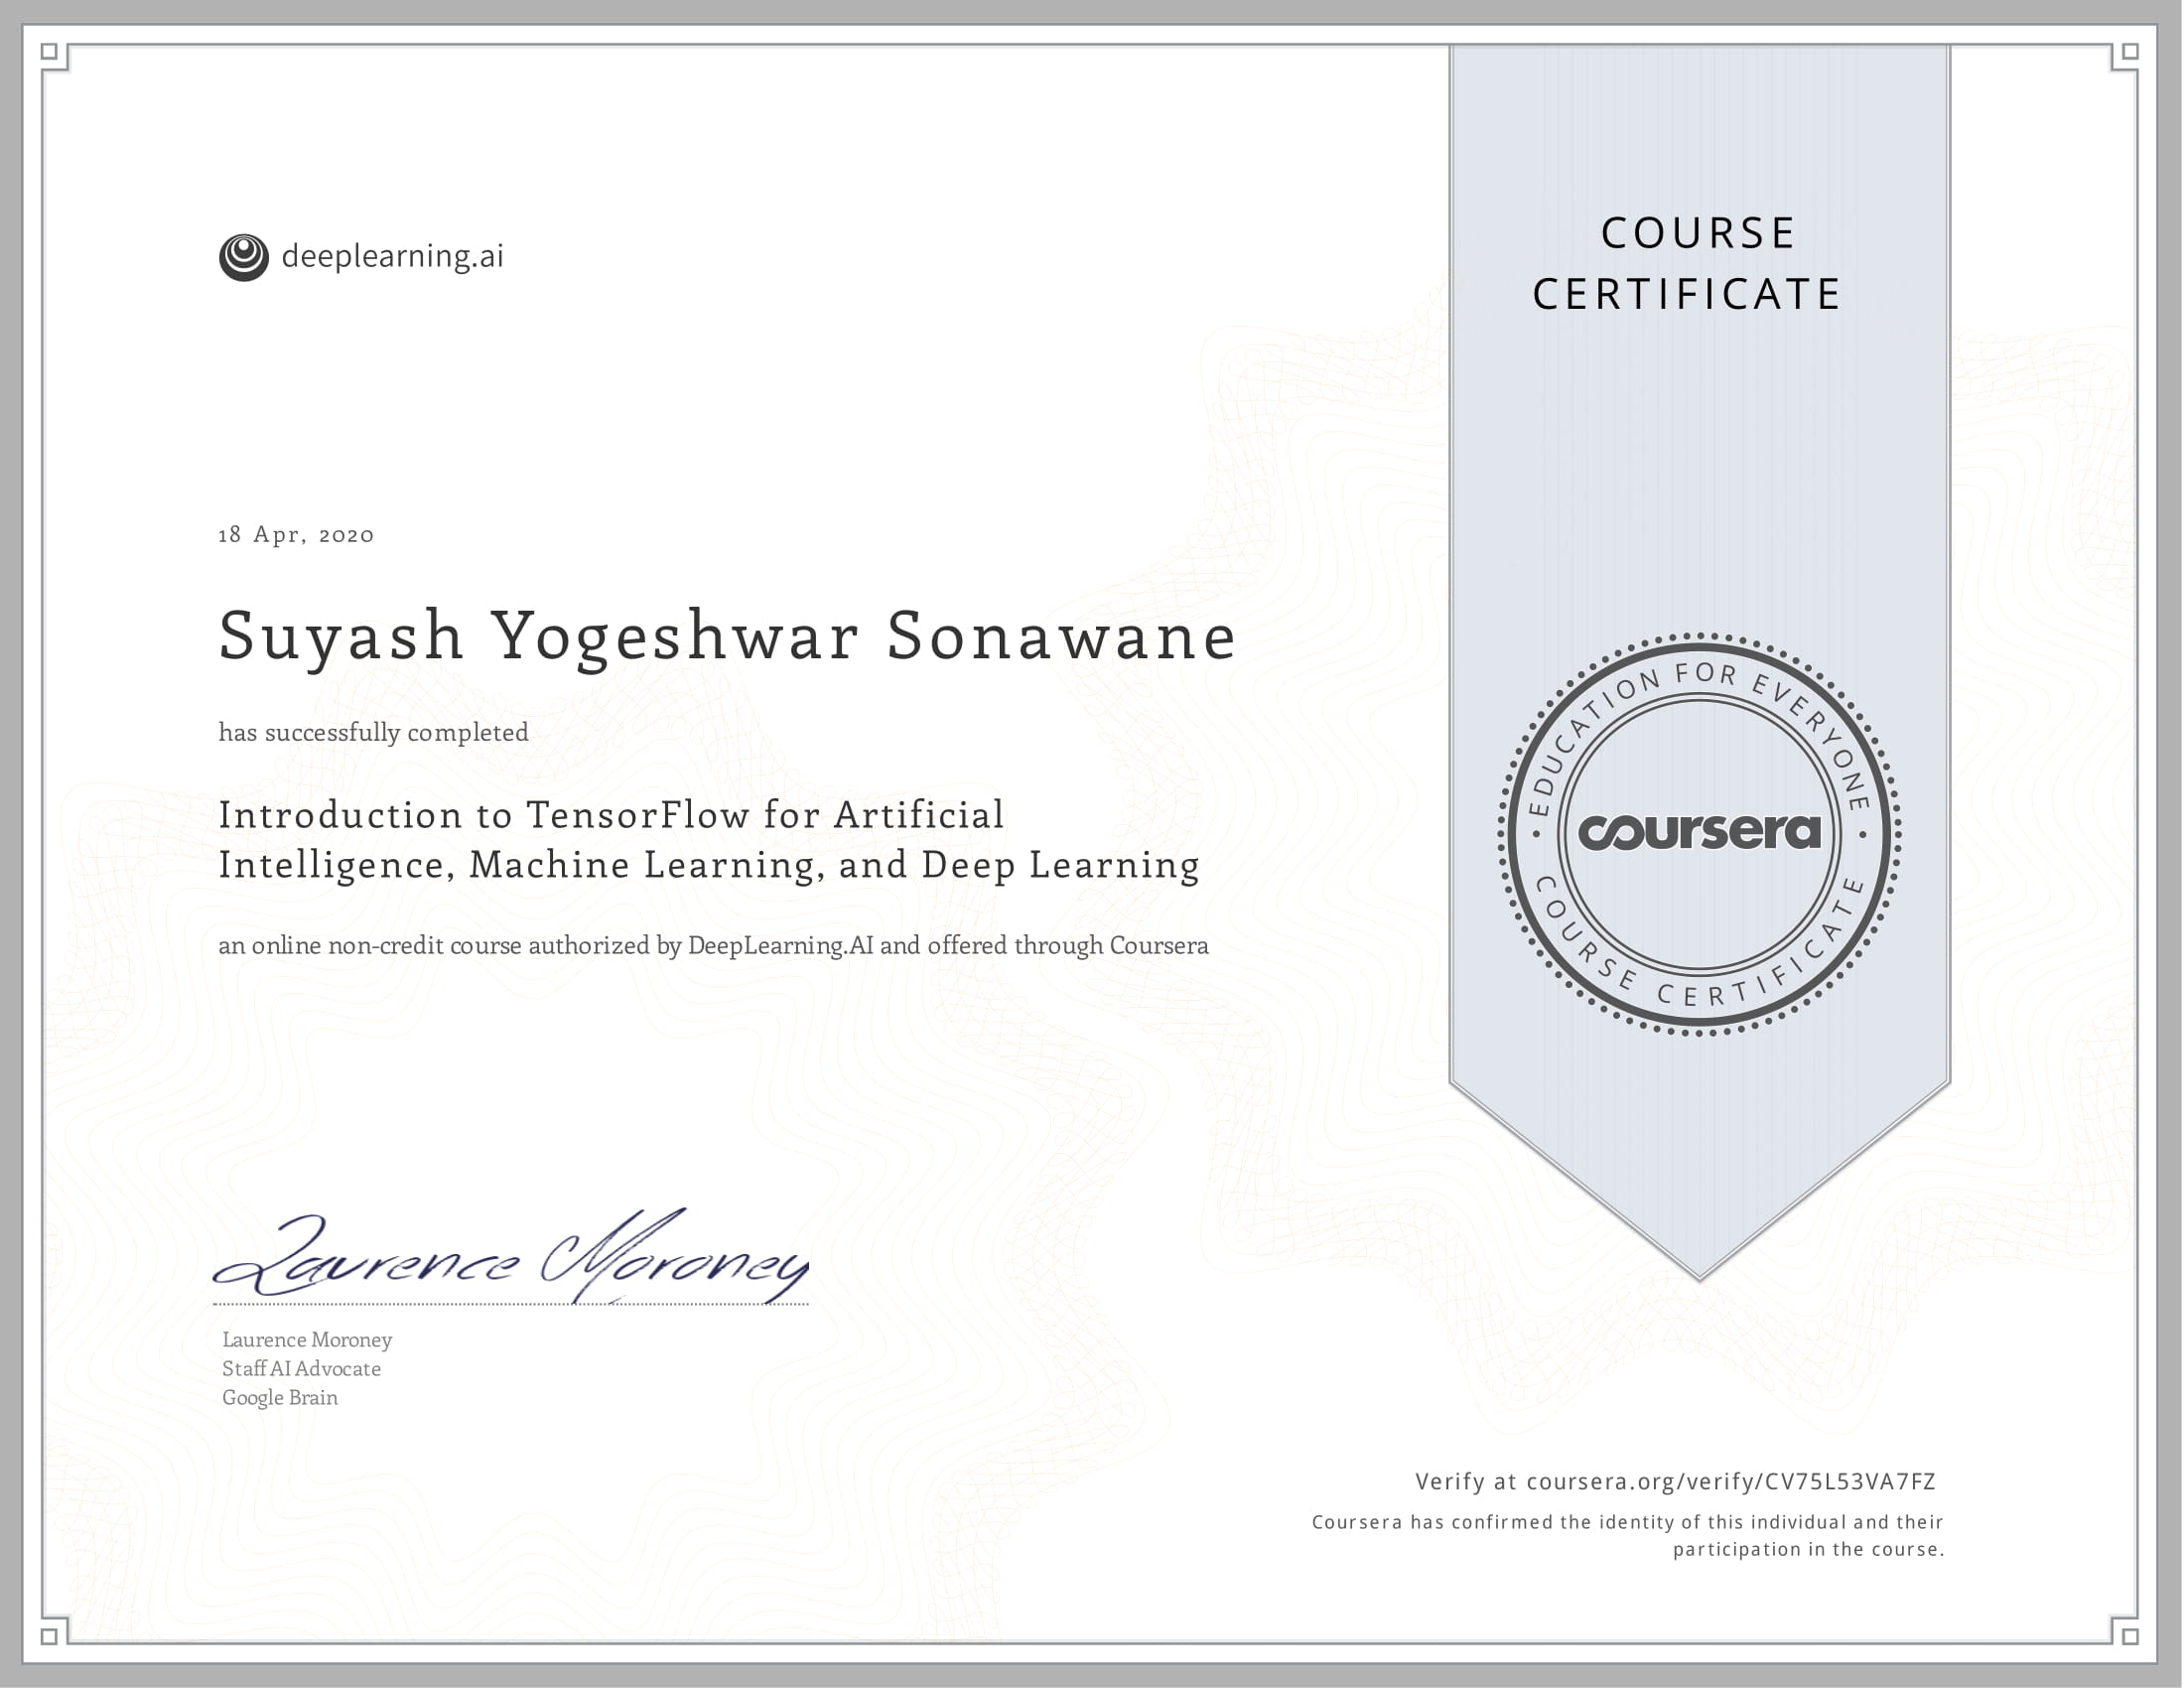 deeplearning.ai
COURSE
CERTIFICATE
18 Apr, 2020
Suyash Yogeshwar Sonawane
has successfully completed
Introduction to TensorFlow for Artificial
Intelligence, Machine Learning, and Deep Learning
an online non-credit course authorized by DeepLearning.AI and offered through Coursera
• EDUCATION FOR EVERYONE •
coursera
COURSE CERTIFICATE
Laurence Moroney
Laurence Moroney
Staff AI Advocate
Google Brain
Verify at coursera.org/verify/CV75L53VA7FZ
Coursera has confirmed the identity of this individual and their
participation in the course.